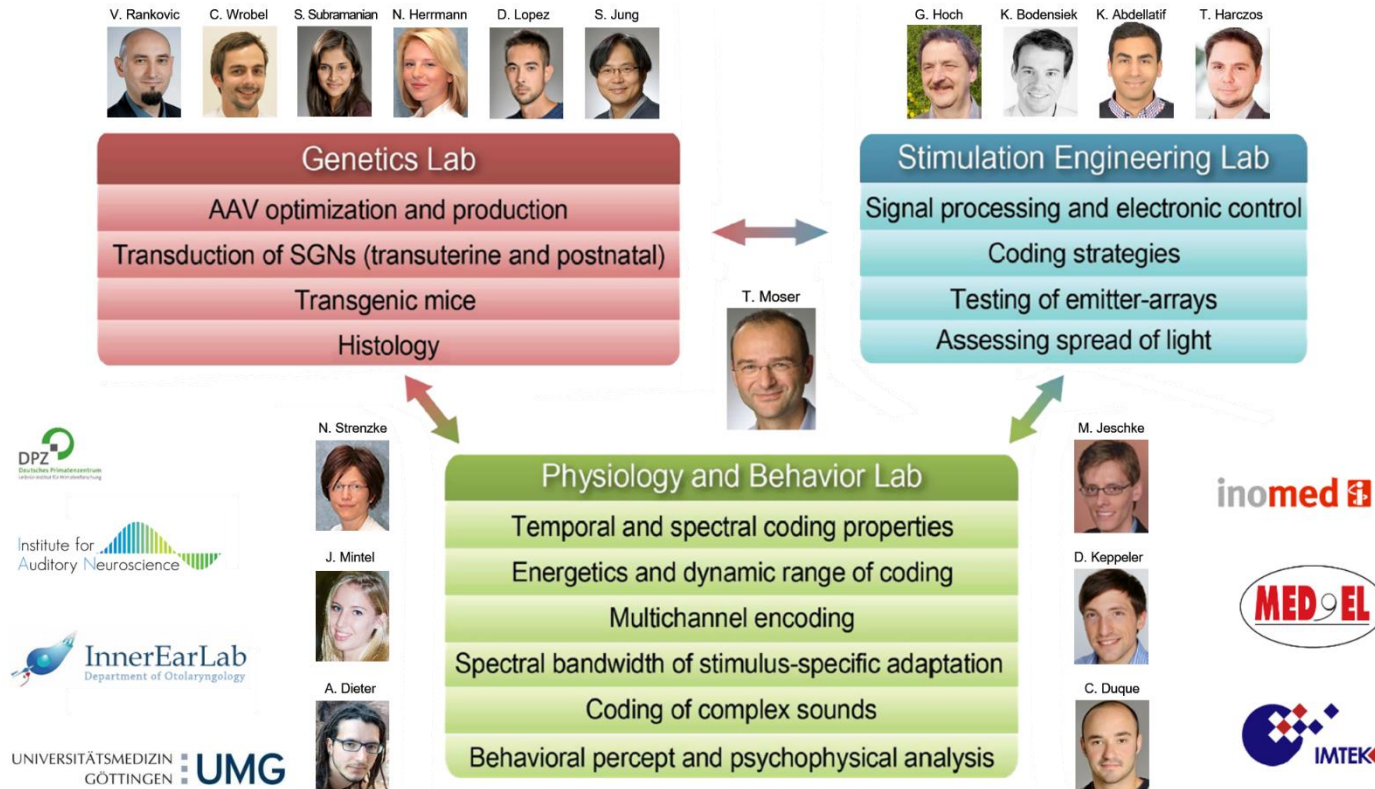 V. Rankovic
C. Wrobel
S. Subramanian
N. Herrmann
D. Lopez
S. Jung
G. Hoch
K. Bodensiek
K. Abdellatif
T. Harczos
Genetics Lab
AAV optimization and production
Transduction of SGNs (transuterine and postnatal)
Transgenic mice
Histology
Stimulation Engineering Lab
Signal processing and electronic control
Coding strategies
Testing of emitter-arrays
Assessing spread of light
T. Moser
N. Strenzke
J. Mintel
A. Dieter
Physiology and Behavior Lab
Temporal and spectral coding properties
Energetics and dynamic range of coding
Multichannel encoding
Spectral bandwidth of stimulus-specific adaptation
Coding of complex sounds
Behavioral percept and psychophysical analysis
M. Jeschke
D. Keppeler
C. Duque
DPZ
Deutsches Primatenzentrum
Leibniz-Institut für Primatenforschung
Institute for
Auditory Neuroscience
InnerEarLab
Department of Otolaryngology
UNIVERSITÄTSMEDIZIN
GÖTTINGEN
UMG
inomed
MED EL
IMTEK